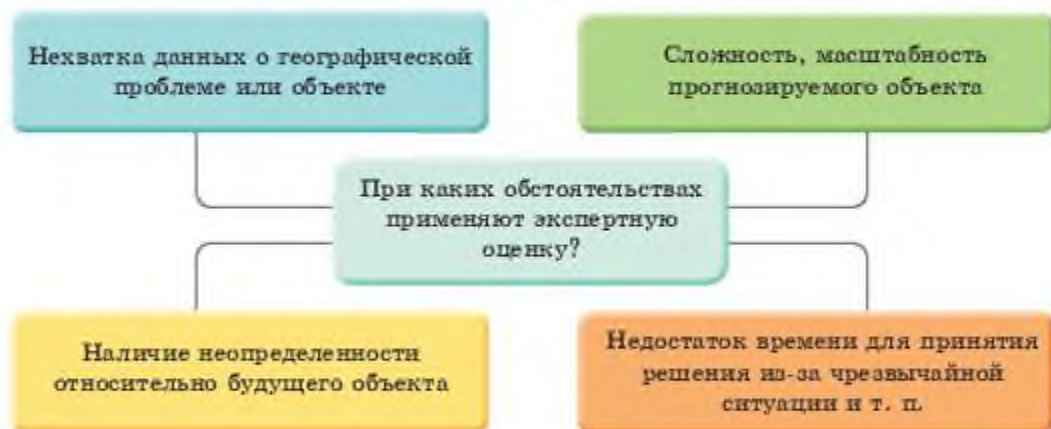 Нехватка данных о географической
проблеме или объекте
Сложность, масштабность
прогнозируемого объекта
При каких обстоятельствах
применяют экспертную
оценку?
Наличие неопределенности
относительно будущего объекта
Недостаток времени для принятия
решения из-за чрезвычайной
ситуации и т. п.